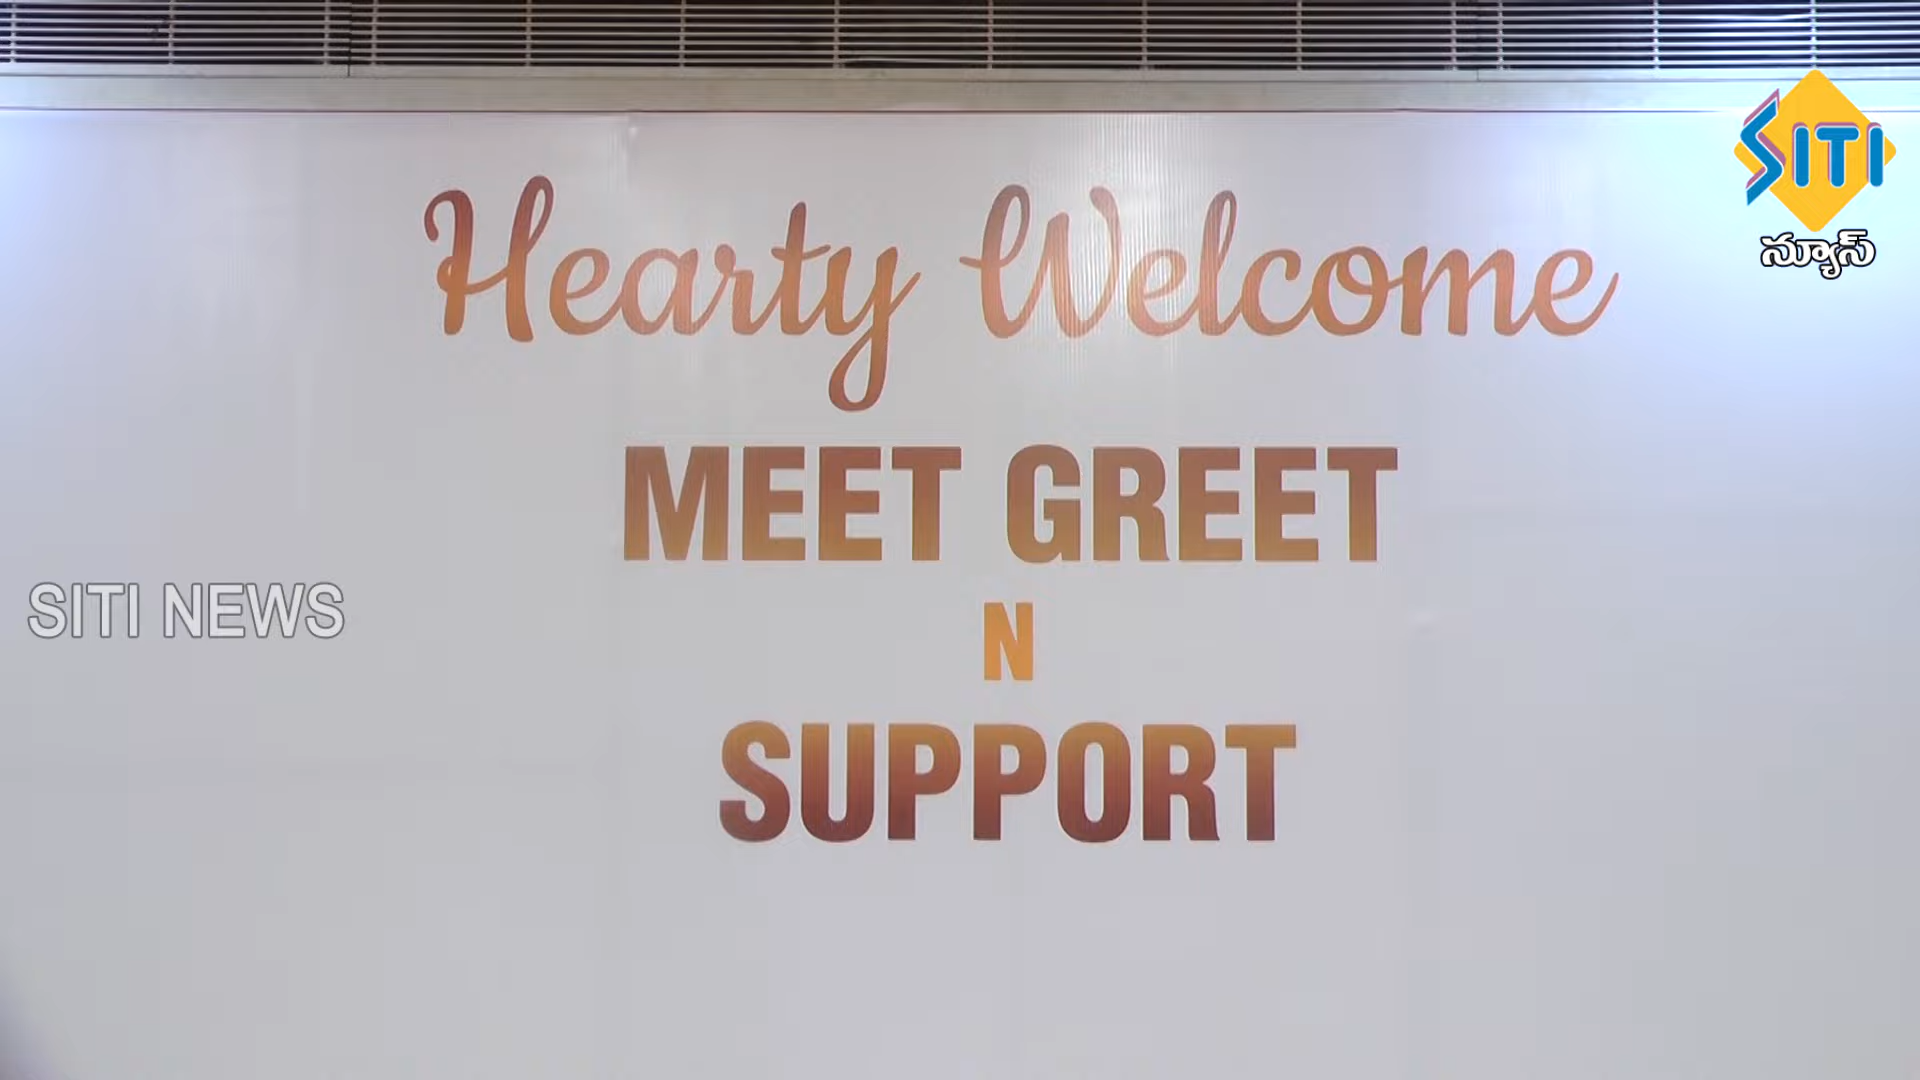 SITI
న్యూస్
Hearty Welcome
MEET GREET
N
SUPPORT
SITI NEWS